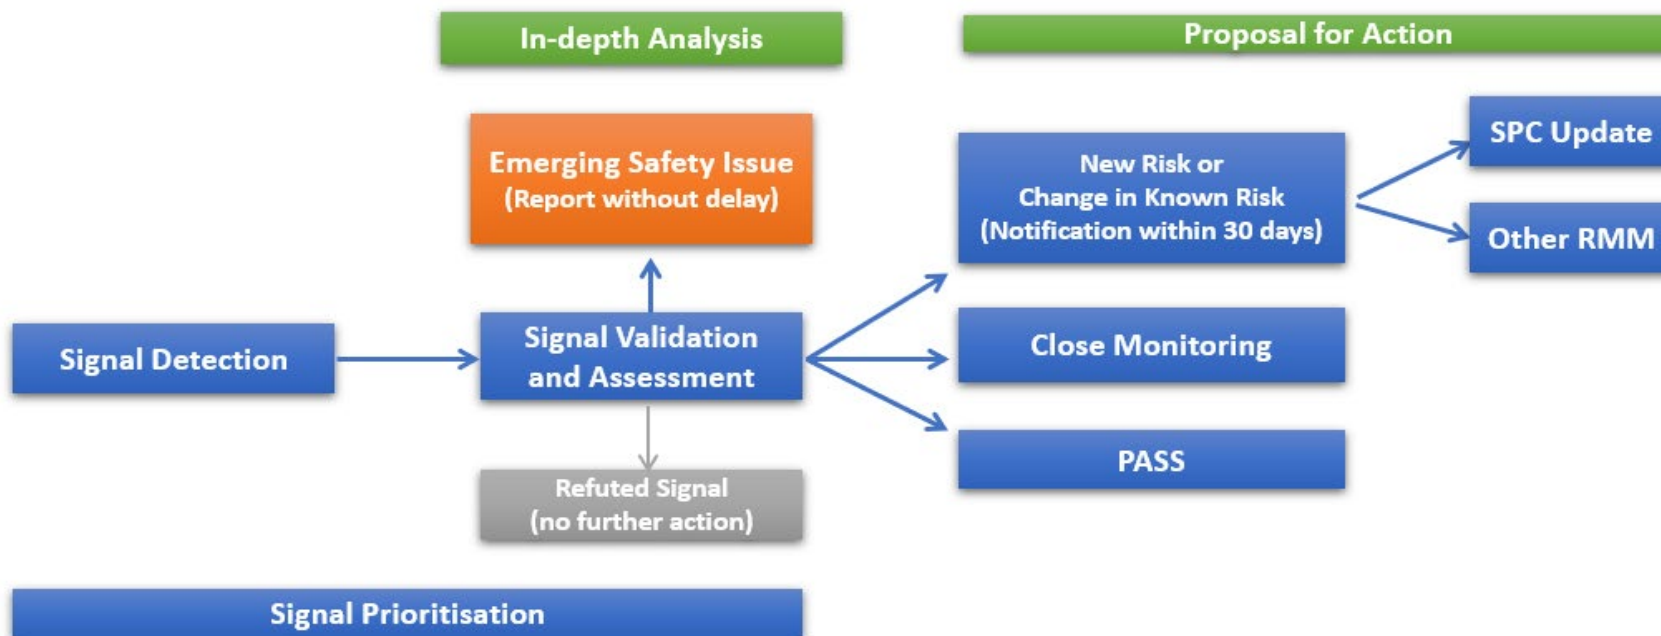 In-depth Analysis
Proposal for Action
Emerging Safety Issue
(Report without delay)
New Risk or
Change in Known Risk
(Notification within 30 days)
SPC Update
Other RMM
Signal Detection
Signal Validation
and Assessment
Close Monitoring
PASS
Refuted Signal
(no further action)
Signal Prioritisation